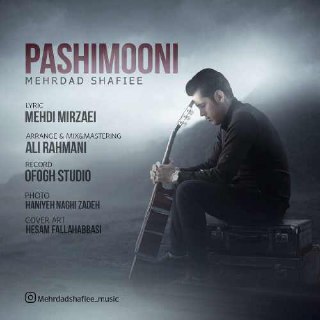 PASHIMOONI
MEHRDAD SHAFIEE
LYRIC
MEHDI MIRZAEI
ARRANGE & MIX&MASTERING
ALI RAHMANI
RECORD
OFOGH STUDIO
PHOTO
HANIYEH NAGHI ZADEH
COVER ART
HESAM FALLAHABBASI
Mehrdadshafiee_music